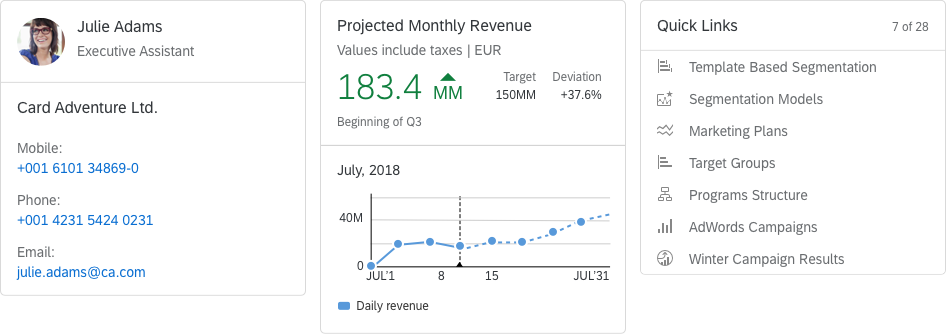 Julie Adams
Executive Assistant
Card Adventure Ltd.
Mobile:
+001 6101 34869-0
Phone:
+001 4231 5424 0231
Email:
julie.adams@ca.com
Projected Monthly Revenue
Values include taxes | EUR
183.4 MM
Target
150MM
Deviation
+37.6%
Beginning of Q3
July, 2018
40M
0
JUL'1 8 15 JUL'31
Daily revenue
Quick Links 7 of 28
Template Based Segmentation
Segmentation Models
Marketing Plans
Target Groups
Programs Structure
AdWords Campaigns
Winter Campaign Results